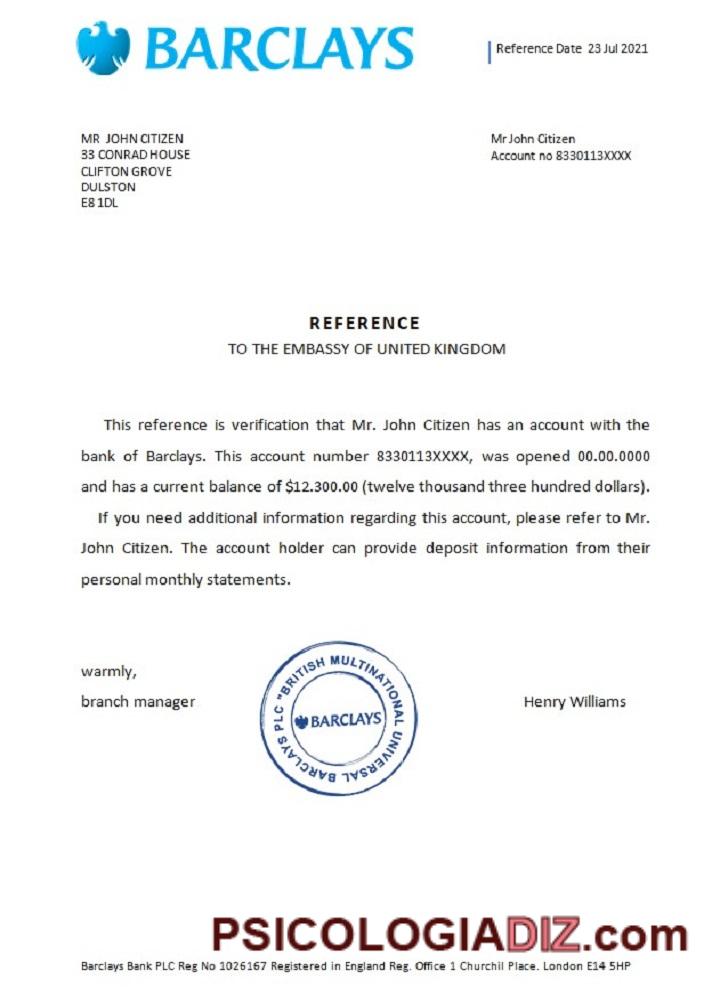 BARCLAYS
Reference Date 23 Jul 2021
MR JOHN CITIZEN
33 CONRAD HOUSE
CLIFTON GROVE
DULSTON
E8 1DL
Mr John Citizen
Account no 8330113XXXX
REFERENCE
TO THE EMBASSY OF UNITED KINGDOM
This reference is verification that Mr. John Citizen has an account with the
bank of Barclays. This account number 8330113XXXX, was opened 00.00.0000
and has a current balance of $12.300.00 (twelve thousand three hundred dollars).
If you need additional information regarding this account, please refer to Mr.
John Citizen. The account holder can provide deposit information from their
personal monthly statements.
warmly,
branch manager
BARCLAYS PLC "BRITISH MULTINATIONAL UNIVERSAL
BARCLAYS
Henry Williams
PSICOLOGIADIZ.com
Barclays Bank PLC Reg No 1026167 Registered in England Reg. Office 1 Churchil Place. London E14 5HP